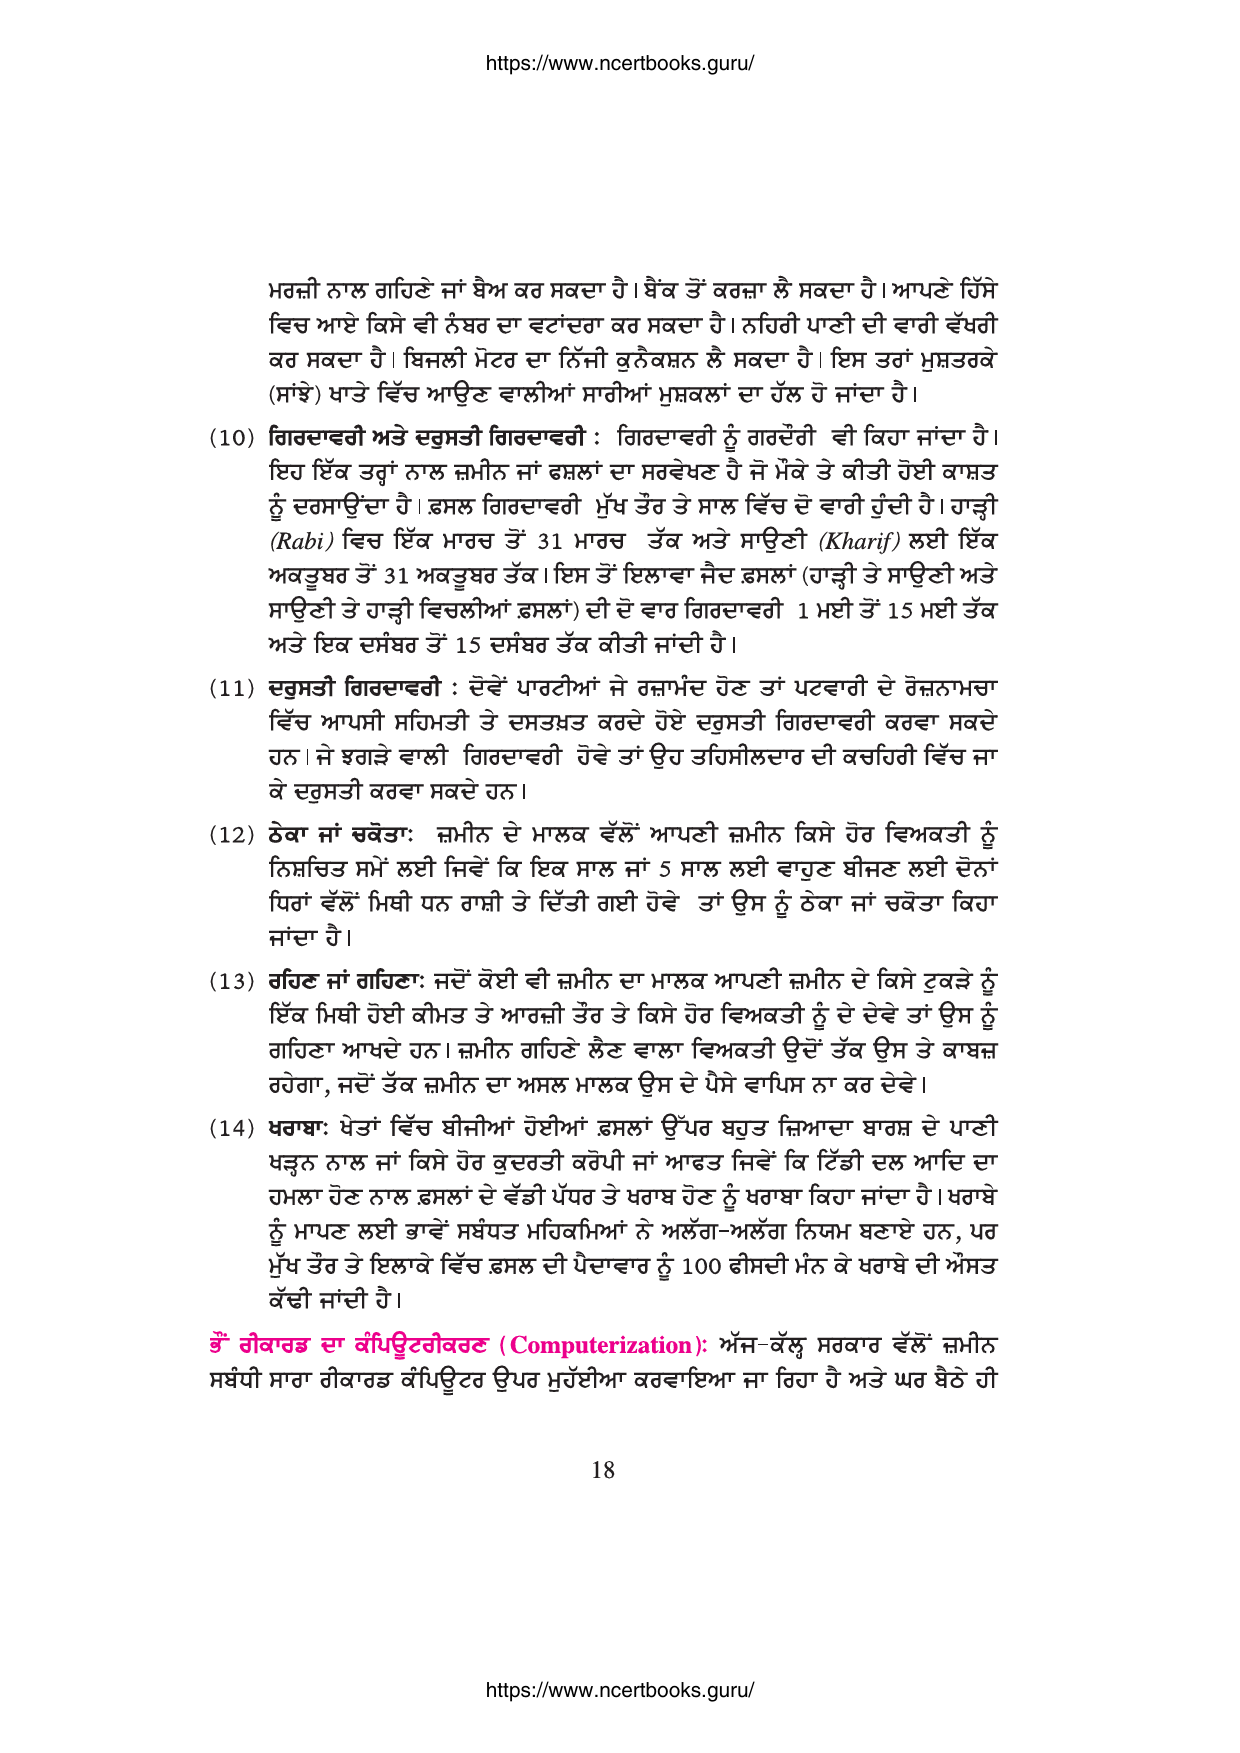 https://www.ncertbooks.guru/
ਮਰਜ਼ੀ ਨਾਲ ਗਹਿਣੇ ਜਾਂ ਬੈਅ ਕਰ ਸਕਦਾ ਹੈ। ਬੈਂਕ ਤੋਂ ਕਰਜ਼ਾ ਲੈ ਸਕਦਾ ਹੈ। ਆਪਣੇ ਹਿੱਸੇ
ਵਿਚ ਆਏ ਕਿਸੇ ਵੀ ਨੰਬਰ ਦਾ ਵਟਾਂਦਰਾ ਕਰ ਸਕਦਾ ਹੈ। ਨਹਿਰੀ ਪਾਣੀ ਦੀ ਵਾਰੀ ਵੱਖਰੀ
ਕਰ ਸਕਦਾ ਹੈ। ਬਿਜਲੀ ਮੋਟਰ ਦਾ ਨਿੱਜੀ ਕੁਨੈਕਸ਼ਨ ਲੈ ਸਕਦਾ ਹੈ। ਇਸ ਤਰਾਂ ਮੁਸ਼ਤਰਕੇ
(ਸਾਂਝੇ) ਖਾਤੇ ਵਿੱਚ ਆਉਣ ਵਾਲੀਆਂ ਸਾਰੀਆਂ ਮੁਸ਼ਕਲਾਂ ਦਾ ਹੱਲ ਹੋ ਜਾਂਦਾ ਹੈ।
(10) ਗਿਰਦਾਵਰੀ ਅਤੇ ਦਰੁਸਤੀ ਗਿਰਦਾਵਰੀ : ਗਿਰਦਾਵਰੀ ਨੂੰ ਗਰਦੌਰੀ ਵੀ ਕਿਹਾ ਜਾਂਦਾ ਹੈ।
ਇਹ ਇੱਕ ਤਰ੍ਹਾਂ ਨਾਲ ਜ਼ਮੀਨ ਜਾਂ ਫਸ਼ਲਾਂ ਦਾ ਸਰਵੇਖਣ ਹੈ ਜੋ ਮੌਕੇ ਤੇ ਕੀਤੀ ਹੋਈ ਕਾਸ਼ਤ
ਨੂੰ ਦਰਸਾਉਂਦਾ ਹੈ। ਫ਼ਸਲ ਗਿਰਦਾਵਰੀ ਮੁੱਖ ਤੌਰ ਤੇ ਸਾਲ ਵਿੱਚ ਦੋ ਵਾਰੀ ਹੁੰਦੀ ਹੈ। ਹਾੜ੍ਹੀ
(Rabi) ਵਿਚ ਇੱਕ ਮਾਰਚ ਤੋਂ 31 ਮਾਰਚ ਤੱਕ ਅਤੇ ਸਾਉਣੀ (Kharif) ਲਈ ਇੱਕ
ਅਕਤੂਬਰ ਤੋਂ 31 ਅਕਤੂਬਰ ਤੱਕ। ਇਸ ਤੋਂ ਇਲਾਵਾ ਜੈਦ ਫ਼ਸਲਾਂ (ਹਾੜ੍ਹੀ ਤੇ ਸਾਉਣੀ ਅਤੇ
ਸਾਉਣੀ ਤੇ ਹਾੜ੍ਹੀ ਵਿਚਲੀਆਂ ਫ਼ਸਲਾਂ) ਦੀ ਦੋ ਵਾਰ ਗਿਰਦਾਵਰੀ 1 ਮਈ ਤੋਂ 15 ਮਈ ਤੱਕ
ਅਤੇ ਇਕ ਦਸੰਬਰ ਤੋਂ 15 ਦਸੰਬਰ ਤੱਕ ਕੀਤੀ ਜਾਂਦੀ ਹੈ।
(11) ਦਰੁਸਤੀ ਗਿਰਦਾਵਰੀ : ਦੋਵੇਂ ਪਾਰਟੀਆਂ ਜੇ ਰਜ਼ਾਮੰਦ ਹੋਣ ਤਾਂ ਪਟਵਾਰੀ ਦੇ ਰੋਜ਼ਨਾਮਚਾ
ਵਿੱਚ ਆਪਸੀ ਸਹਿਮਤੀ ਤੇ ਦਸਤਖ਼ਤ ਕਰਦੇ ਹੋਏ ਦਰੁਸਤੀ ਗਿਰਦਾਵਰੀ ਕਰਵਾ ਸਕਦੇ
ਹਨ। ਜੇ ਝਗੜੇ ਵਾਲੀ ਗਿਰਦਾਵਰੀ ਹੋਵੇ ਤਾਂ ਉਹ ਤਹਿਸੀਲਦਾਰ ਦੀ ਕਚਹਿਰੀ ਵਿੱਚ ਜਾ
ਕੇ ਦਰੁਸਤੀ ਕਰਵਾ ਸਕਦੇ ਹਨ।
(12) ਠੇਕਾ ਜਾਂ ਚਕੋਤਾ: ਜ਼ਮੀਨ ਦੇ ਮਾਲਕ ਵੱਲੋਂ ਆਪਣੀ ਜ਼ਮੀਨ ਕਿਸੇ ਹੋਰ ਵਿਅਕਤੀ ਨੂੰ
ਨਿਸ਼ਚਿਤ ਸਮੇਂ ਲਈ ਜਿਵੇਂ ਕਿ ਇਕ ਸਾਲ ਜਾਂ 5 ਸਾਲ ਲਈ ਵਾਹੁਣ ਬੀਜਣ ਲਈ ਦੋਨਾਂ
ਧਿਰਾਂ ਵੱਲੋਂ ਮਿਥੀ ਧਨ ਰਾਸ਼ੀ ਤੇ ਦਿੱਤੀ ਗਈ ਹੋਵੇ ਤਾਂ ਉਸ ਨੂੰ ਠੇਕਾ ਜਾਂ ਚਕੋਤਾ ਕਿਹਾ
ਜਾਂਦਾ ਹੈ।
(13) ਰਹਿਣ ਜਾਂ ਗਹਿਣਾ: ਜਦੋਂ ਕੋਈ ਵੀ ਜ਼ਮੀਨ ਦਾ ਮਾਲਕ ਆਪਣੀ ਜ਼ਮੀਨ ਦੇ ਕਿਸੇ ਟੁਕੜੇ ਨੂੰ
ਇੱਕ ਮਿਥੀ ਹੋਈ ਕੀਮਤ ਤੇ ਆਰਜ਼ੀ ਤੌਰ ਤੇ ਕਿਸੇ ਹੋਰ ਵਿਅਕਤੀ ਨੂੰ ਦੇ ਦੇਵੇ ਤਾਂ ਉਸ ਨੂੰ
ਗਹਿਣਾ ਆਖਦੇ ਹਨ। ਜ਼ਮੀਨ ਗਹਿਣੇ ਲੈਣ ਵਾਲਾ ਵਿਅਕਤੀ ਉਦੋਂ ਤੱਕ ਉਸ ਤੇ ਕਾਬਜ਼
ਰਹੇਗਾ, ਜਦੋਂ ਤੱਕ ਜ਼ਮੀਨ ਦਾ ਅਸਲ ਮਾਲਕ ਉਸ ਦੇ ਪੈਸੇ ਵਾਪਿਸ ਨਾ ਕਰ ਦੇਵੇ।
(14) ਖਰਾਬਾ: ਖੇਤਾਂ ਵਿੱਚ ਬੀਜੀਆਂ ਹੋਈਆਂ ਫ਼ਸਲਾਂ ਉੱਪਰ ਬਹੁਤ ਜ਼ਿਆਦਾ ਬਾਰਸ਼ ਦੇ ਪਾਣੀ
ਖੜ੍ਹਨ ਨਾਲ ਜਾਂ ਕਿਸੇ ਹੋਰ ਕੁਦਰਤੀ ਕਰੋਪੀ ਜਾਂ ਆਫਤ ਜਿਵੇਂ ਕਿ ਟਿੱਡੀ ਦਲ ਆਦਿ ਦਾ
ਹਮਲਾ ਹੋਣ ਨਾਲ ਫ਼ਸਲਾਂ ਦੇ ਵੱਡੀ ਪੱਧਰ ਤੇ ਖਰਾਬ ਹੋਣ ਨੂੰ ਖਰਾਬਾ ਕਿਹਾ ਜਾਂਦਾ ਹੈ। ਖਰਾਬੇ
ਨੂੰ ਮਾਪਣ ਲਈ ਭਾਵੇਂ ਸਬੰਧਤ ਮਹਿਕਮਿਆਂ ਨੇ ਅਲੱਗ-ਅਲੱਗ ਨਿਯਮ ਬਣਾਏ ਹਨ, ਪਰ
ਮੁੱਖ ਤੌਰ ਤੇ ਇਲਾਕੇ ਵਿੱਚ ਫ਼ਸਲ ਦੀ ਪੈਦਾਵਾਰ ਨੂੰ 100 ਫੀਸਦੀ ਮੰਨ ਕੇ ਖਰਾਬੇ ਦੀ ਔਸਤ
ਕੱਢੀ ਜਾਂਦੀ ਹੈ।
ਭੌਂ ਰੀਕਾਰਡ ਦਾ ਕੰਪਿਊਟਰੀਕਰਣ (Computerization): ਅੱਜ-ਕੱਲ੍ਹ ਸਰਕਾਰ ਵੱਲੋਂ ਜ਼ਮੀਨ
ਸਬੰਧੀ ਸਾਰਾ ਰੀਕਾਰਡ ਕੰਪਿਊਟਰ ਉਪਰ ਮੁਹੱਈਆ ਕਰਵਾਇਆ ਜਾ ਰਿਹਾ ਹੈ ਅਤੇ ਘਰ ਬੈਠੇ ਹੀ
18
https://www.ncertbooks.guru/